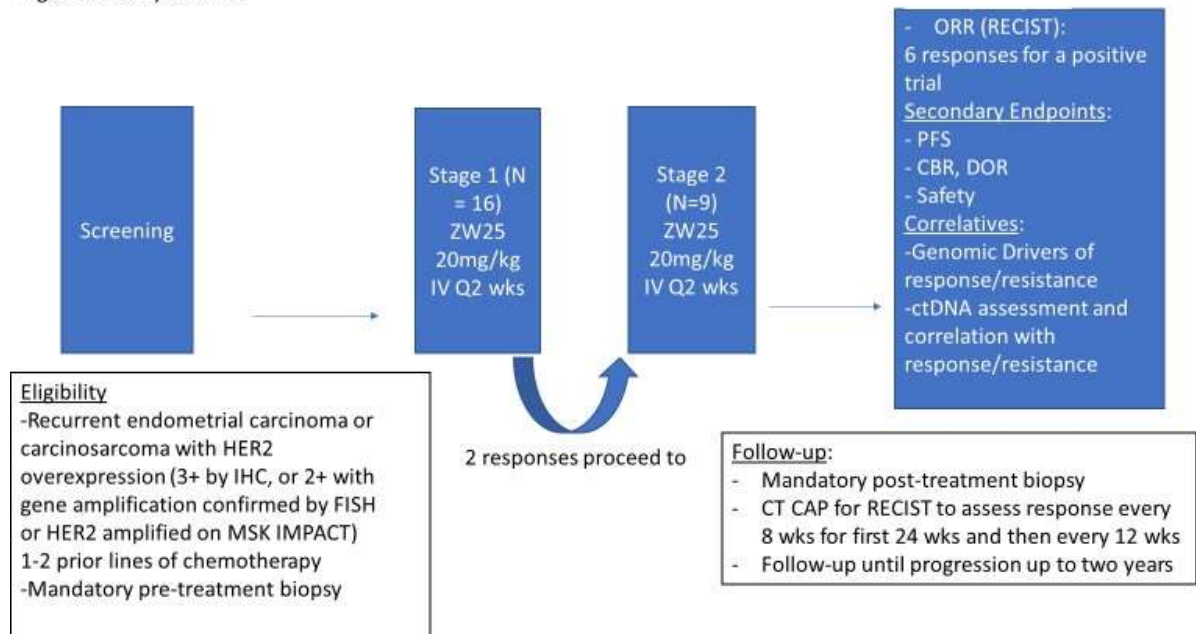 Screening
Stage 1 (N
= 16)
ZW25
20mg/kg
IV Q2 wks
Stage 2
(N=9)
ZW25
20mg/kg
IV Q2 wks
- ORR (RECIST):
6 responses for a positive
trial
Secondary Endpoints:
- PFS
- CBR, DOR
- Safety
Correlatives:
-Genomic Drivers of
response/resistance
-ctDNA assessment and
correlation with
response/resistance
Eligibility
-Recurrent endometrial carcinoma or
carcinosarcoma with HER2
overexpression (3+ by IHC, or 2+ with
gene amplification confirmed by FISH
or HER2 amplified on MSK IMPACT)
1-2 prior lines of chemotherapy
-Mandatory pre-treatment biopsy
2 responses proceed to
Follow-up:
- Mandatory post-treatment biopsy
- CT CAP for RECIST to assess response every
8 wks for first 24 wks and then every 12 wks
- Follow-up until progression up to two years